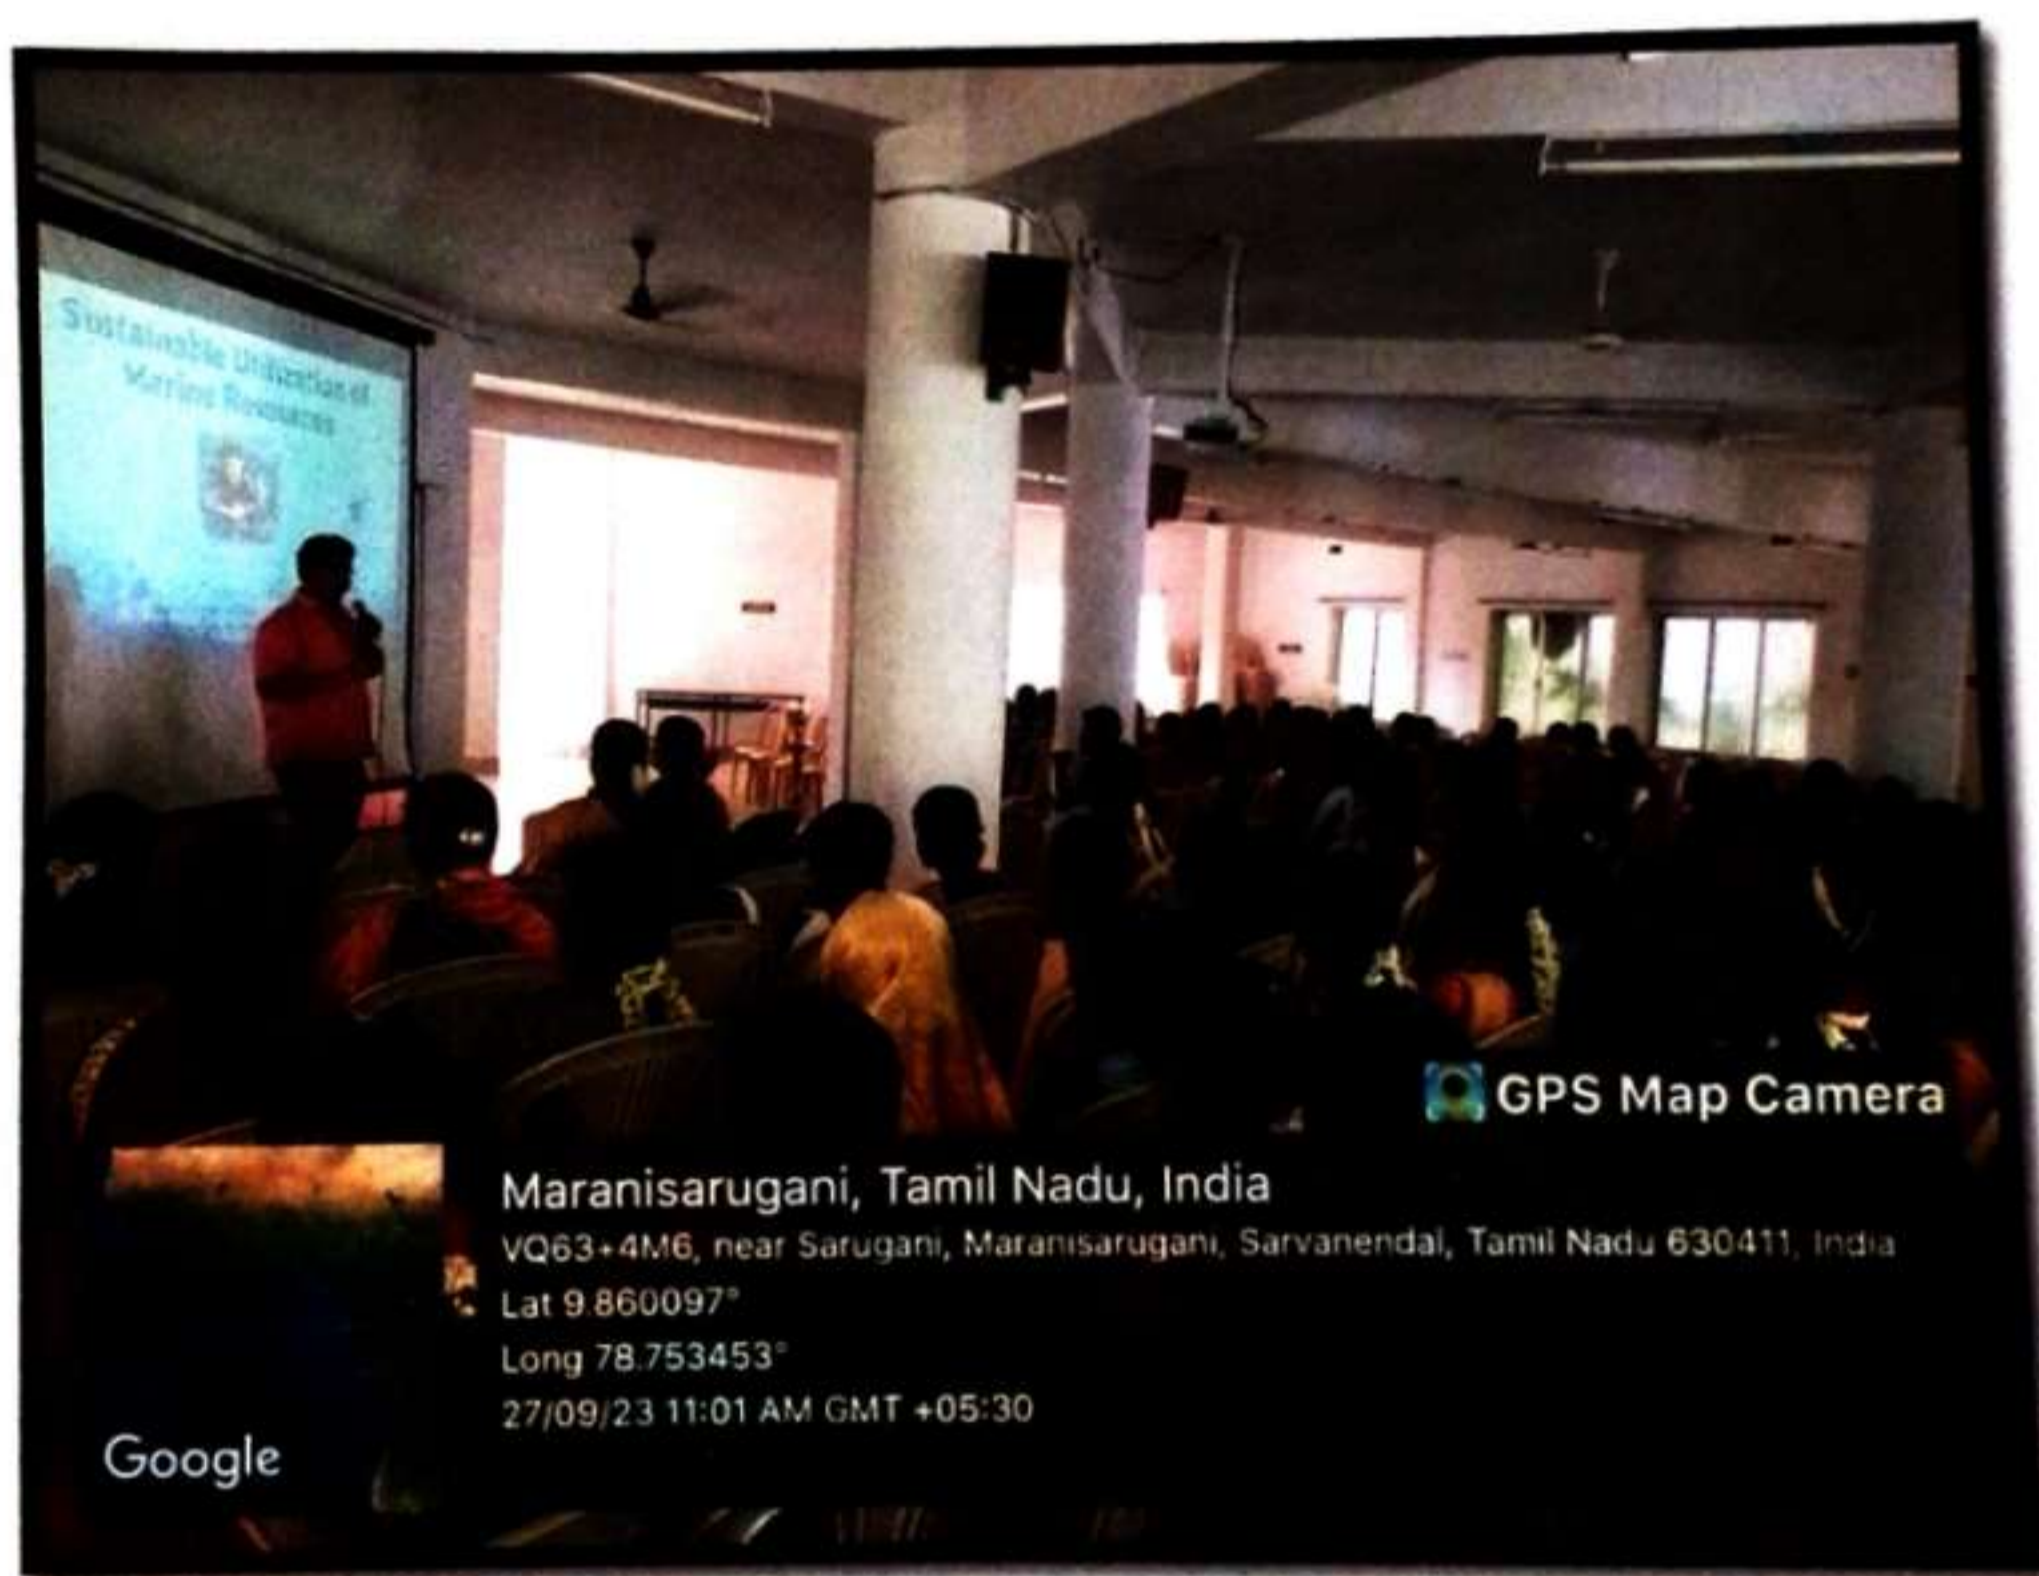 Sustainable Utilization of
Marine Resources
GPS Map Camera
Maranisarugani, Tamil Nadu, India
VQ63+4M6, near Sarugani, Maranisarugani, Sarvanendal, Tamil Nadu 630411, India
Lat 9.860097°
Long 78.753453°
27/09/23 11:01 AM GMT +05:30
Google